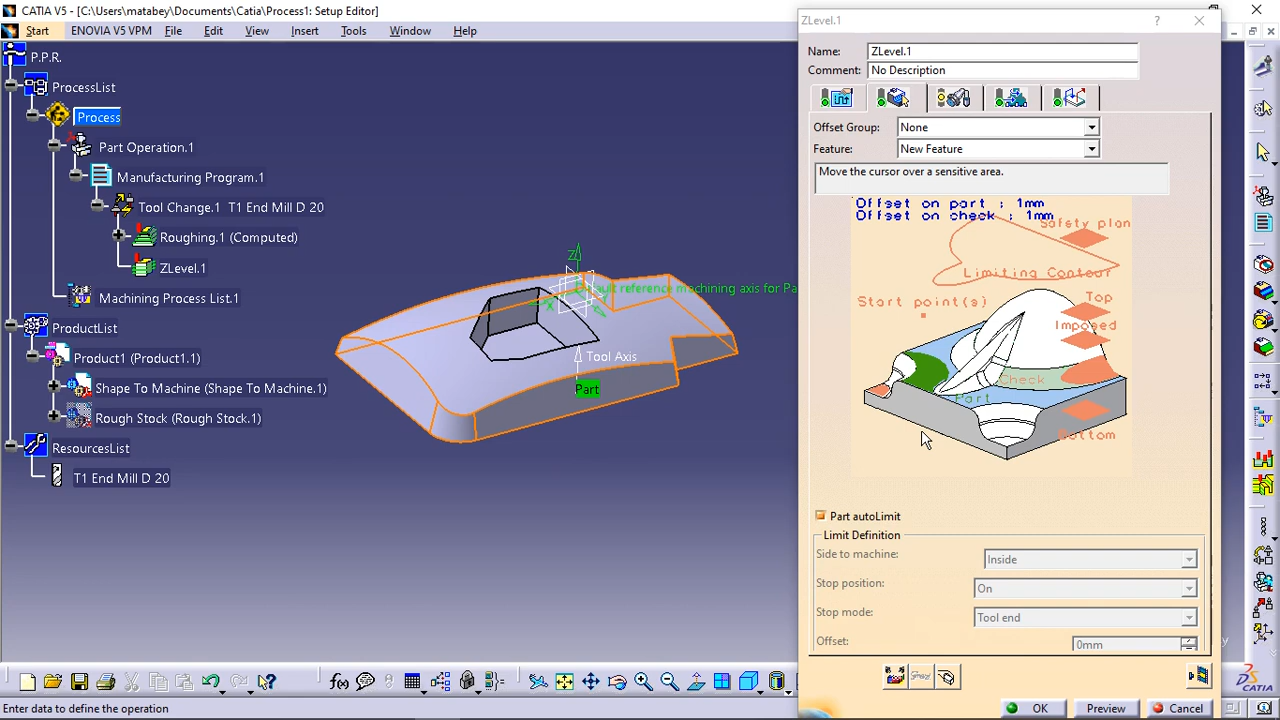 CATIA V5 - [C:\Users\matabey\Documents\Catia\Process1: Setup Editor]
Start ENOVIA V5 VPM File Edit View Insert Tools Window Help
P.P.R.
ProcessList
Process
Part Operation.1
Manufacturing Program.1
Tool Change.1 T1 End Mill D 20
Roughing.1 (Computed)
ZLevel.1
Machining Process List.1
ProductList
Product1 (Product1.1)
Shape To Machine (Shape To Machine.1)
Rough Stock (Rough Stock.1)
ResourcesList
T1 End Mill D 20
Z
ault reference machining axis for Pa
X
Tool Axis
Part
ZLevel.1
Name: ZLevel.1
Comment: No Description
Offset Group: None
Feature: New Feature
Move the cursor over a sensitive area.
Offset on part : 1mm
Offset on check : 1mm
Safety plan
Limiting Contour
Start point(s)
Top
Imposed
Check
Part
Bottom
Part autoLimit
Limit Definition
Side to machine: Inside
Stop position: On
Stop mode: Tool end
Offset: 0mm
OK Preview Cancel
Enter data to define the operation
CATIA